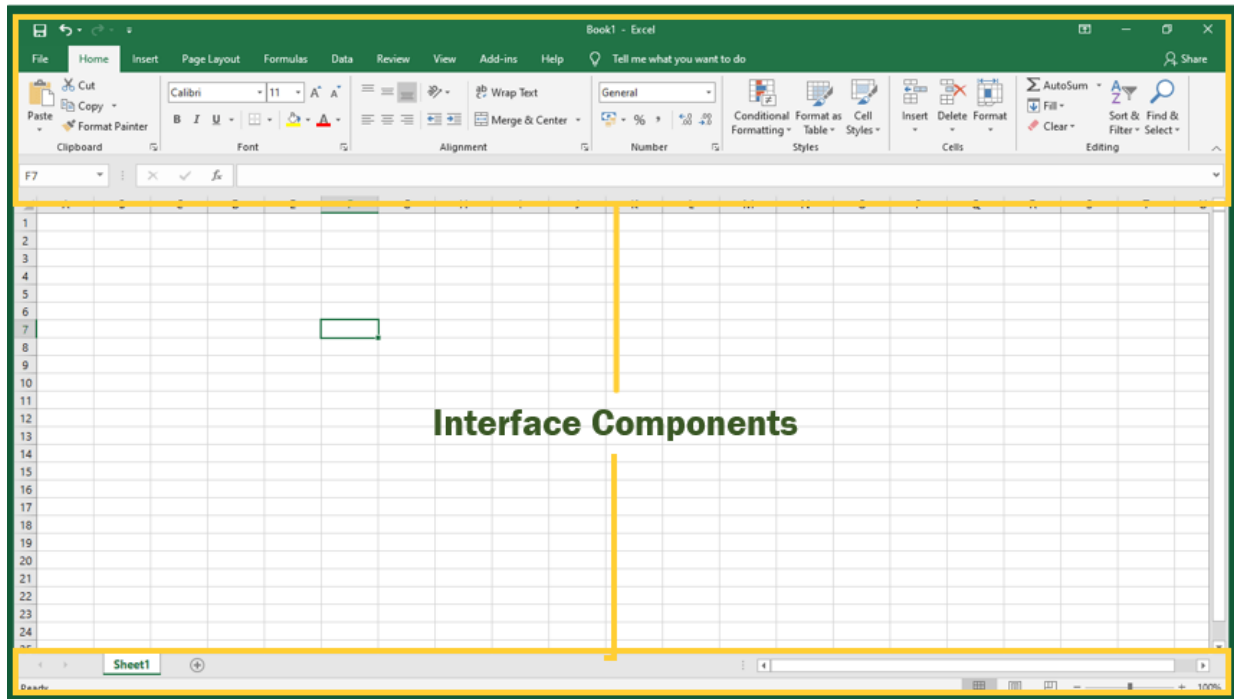 Book1 - Excel
File Home Insert Page Layout Formulas Data Review View Add-ins Help Tell me what you want to do Share
Cut
Copy
Paste
Format Painter
Clipboard
Calibri 11 A A
B I U A
Font
Wrap Text
Merge & Center
Alignment
General
% ,
Number
Conditional Formatting
Format as Table
Cell Styles
Styles
Insert Delete Format
Cells
AutoSum
Fill
Clear
Sort & Filter
Find & Select
Editing
F7 fx
1
2
3
4
5
6
7
8
9
10
11
12
Interface Components
13
14
15
16
17
18
19
20
21
22
23
24
Sheet1
Ready 100%